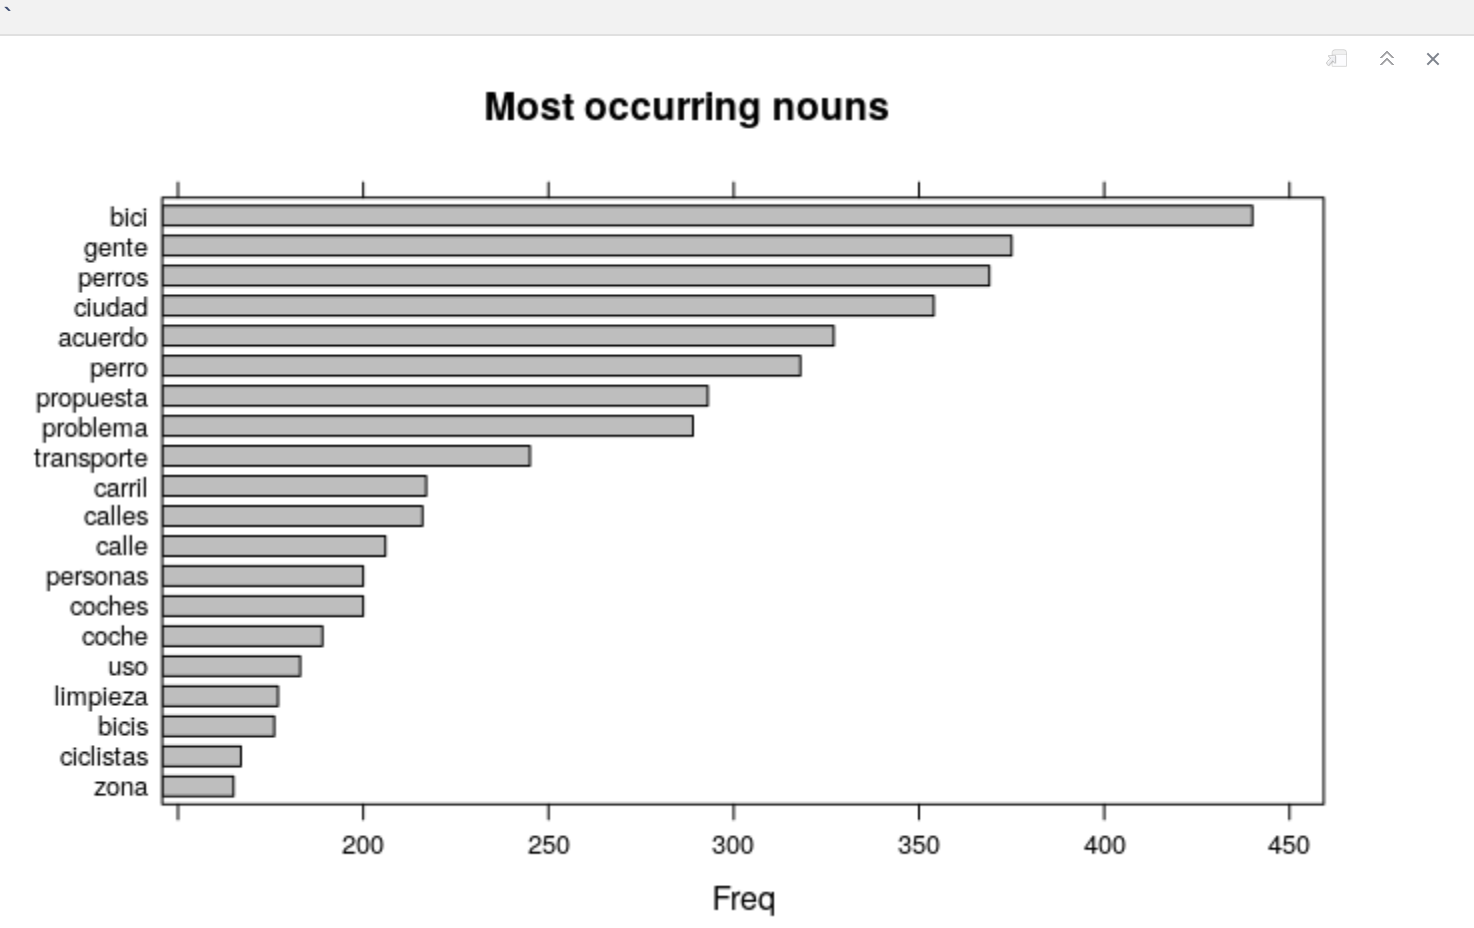 `
Most occurring nouns
bici
gente
perros
ciudad
acuerdo
perro
propuesta
problema
transporte
carril
calles
calle
personas
coches
coche
uso
limpieza
bicis
ciclistas
zona
200 250 300 350 400 450
Freq